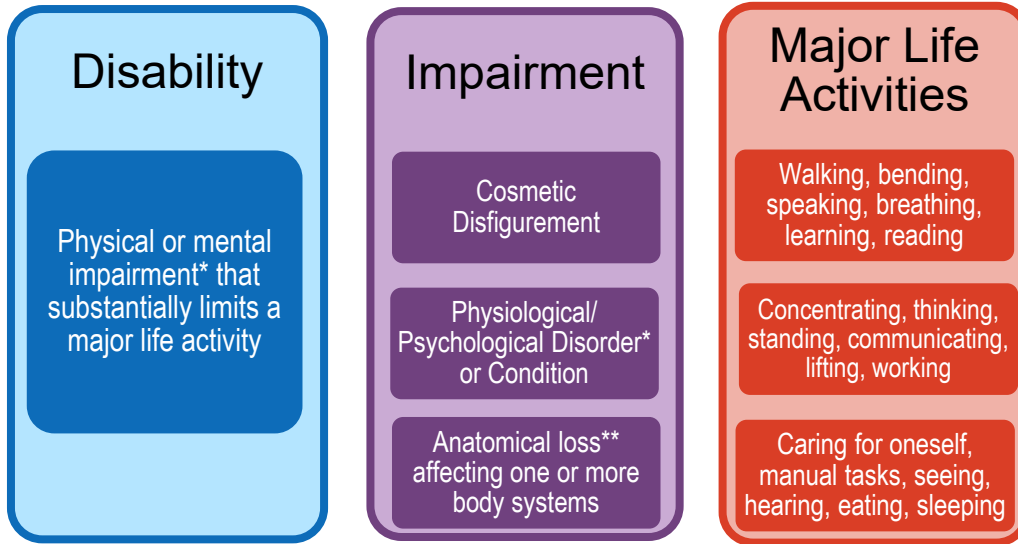 Disability
Physical or mental
impairment* that
substantially limits a
major life activity
Impairment
Cosmetic
Disfigurement
Physiological/
Psychological Disorder*
or Condition
Anatomical loss**
affecting one or more
body systems
Major Life
Activities
Walking, bending,
speaking, breathing,
learning, reading
Concentrating, thinking,
standing, communicating,
lifting, working
Caring for oneself,
manual tasks, seeing,
hearing, eating, sleeping